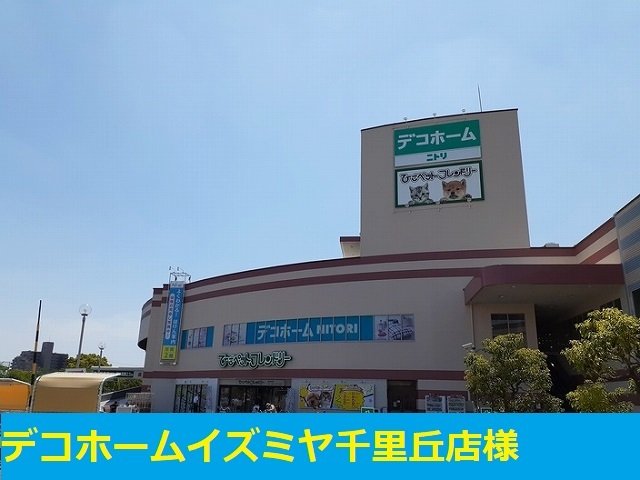 デコホーム
ニトリ
ひごペットフレンドリー
デコホーム NITORI
ひごペットフレンドリー
デコホームイズミヤ千里丘店様